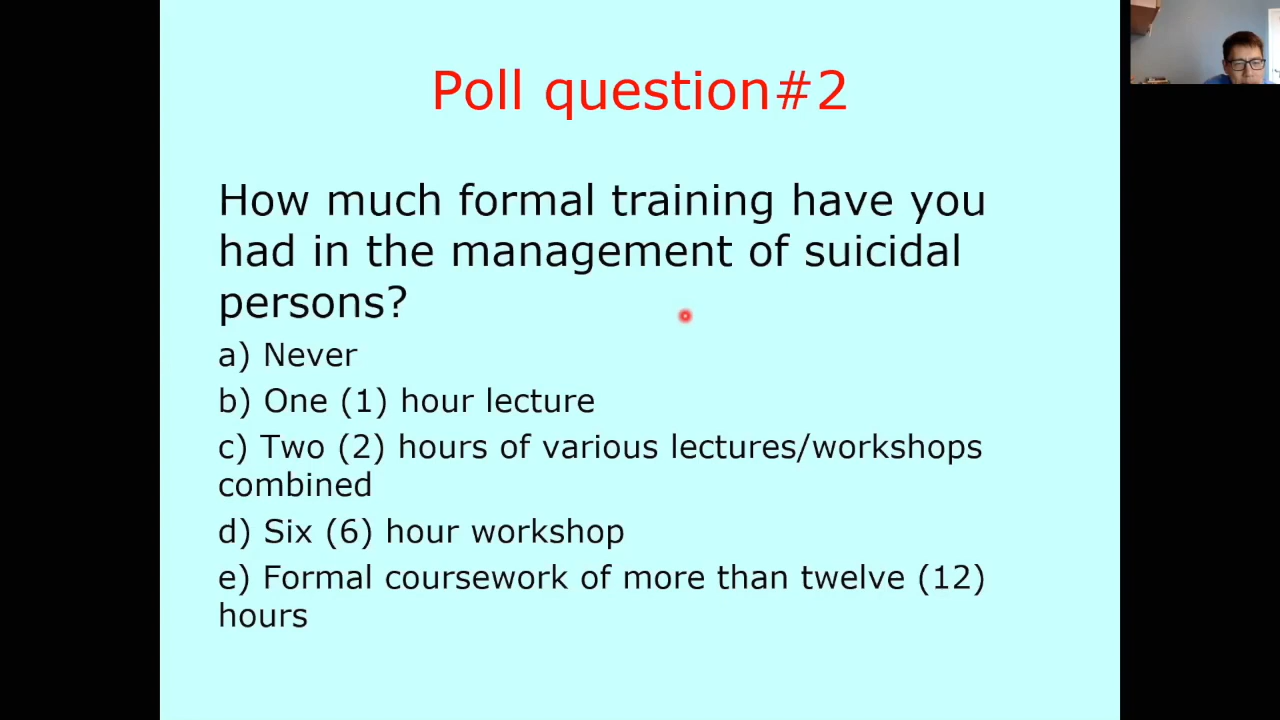 Poll question#2
How much formal training have you
had in the management of suicidal
persons?
a) Never
b) One (1) hour lecture
c) Two (2) hours of various lectures/workshops
combined
d) Six (6) hour workshop
e) Formal coursework of more than twelve (12)
hours